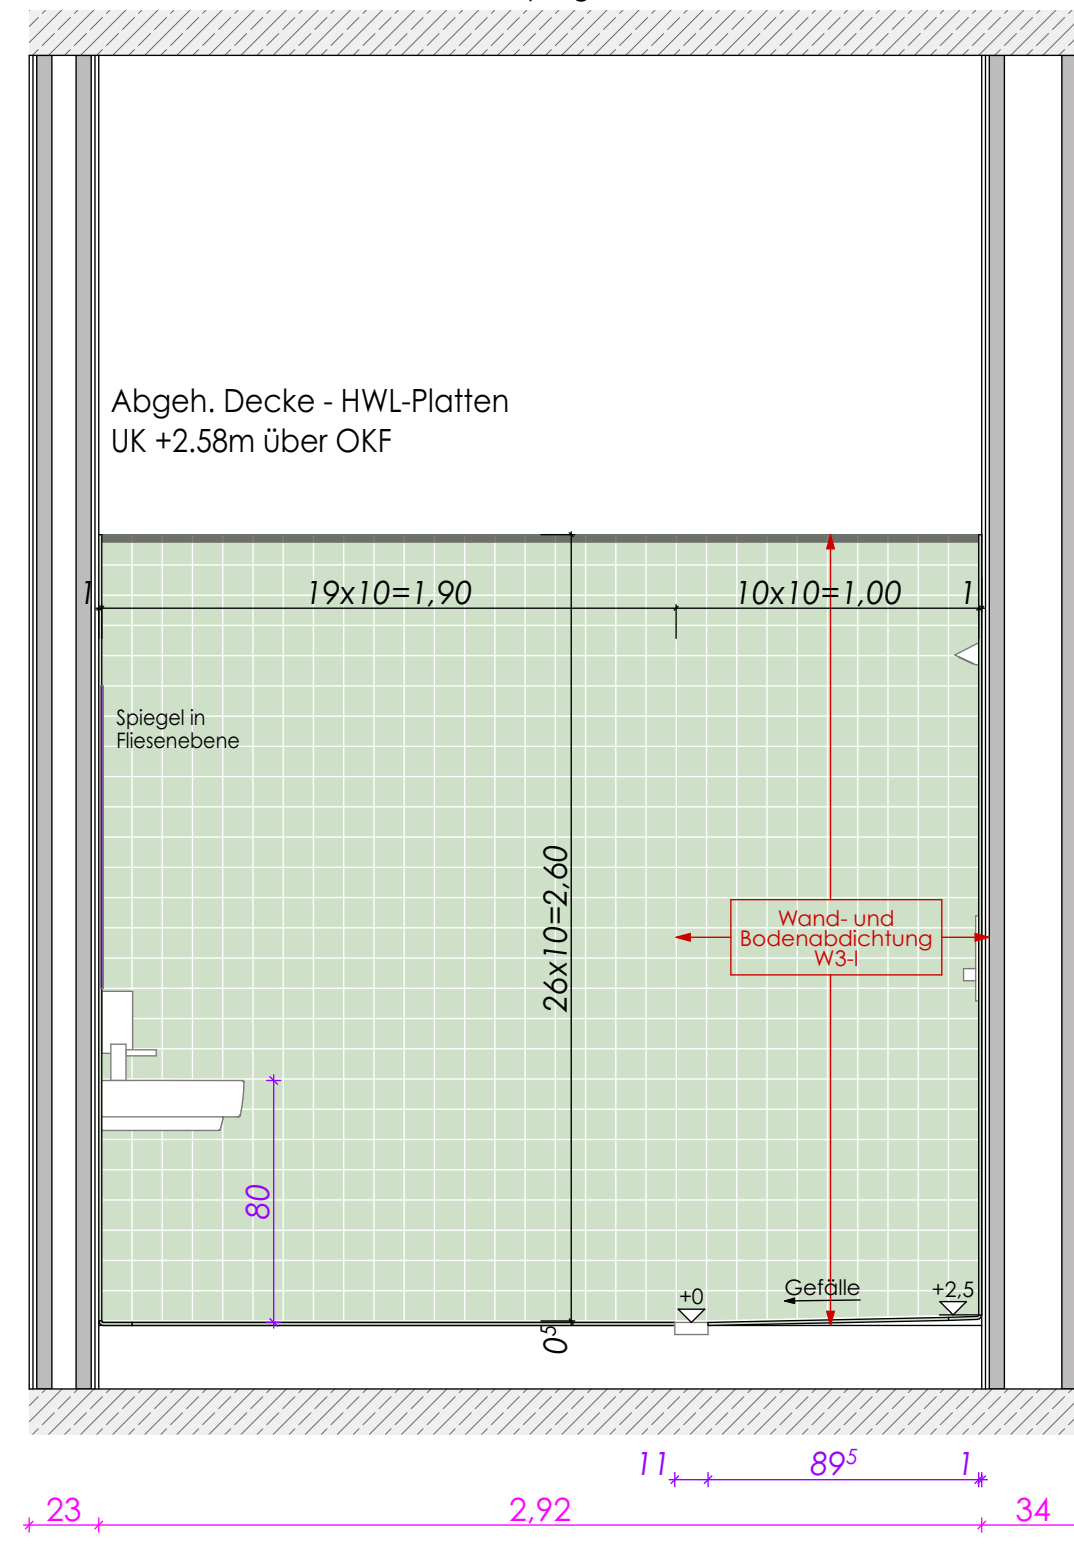 Abgeh. Decke - HWL-Platten
UK +2.58m über OKF
1
19x10=1,90
10x10=1,00
1
Spiegel in
Fliesenebene
26x10=2,60
Wand- und
Bodenabdichtung
W3-I
80
Gefälle
+0
+2,5
0⁵
11
89⁵
1
23
2,92
34